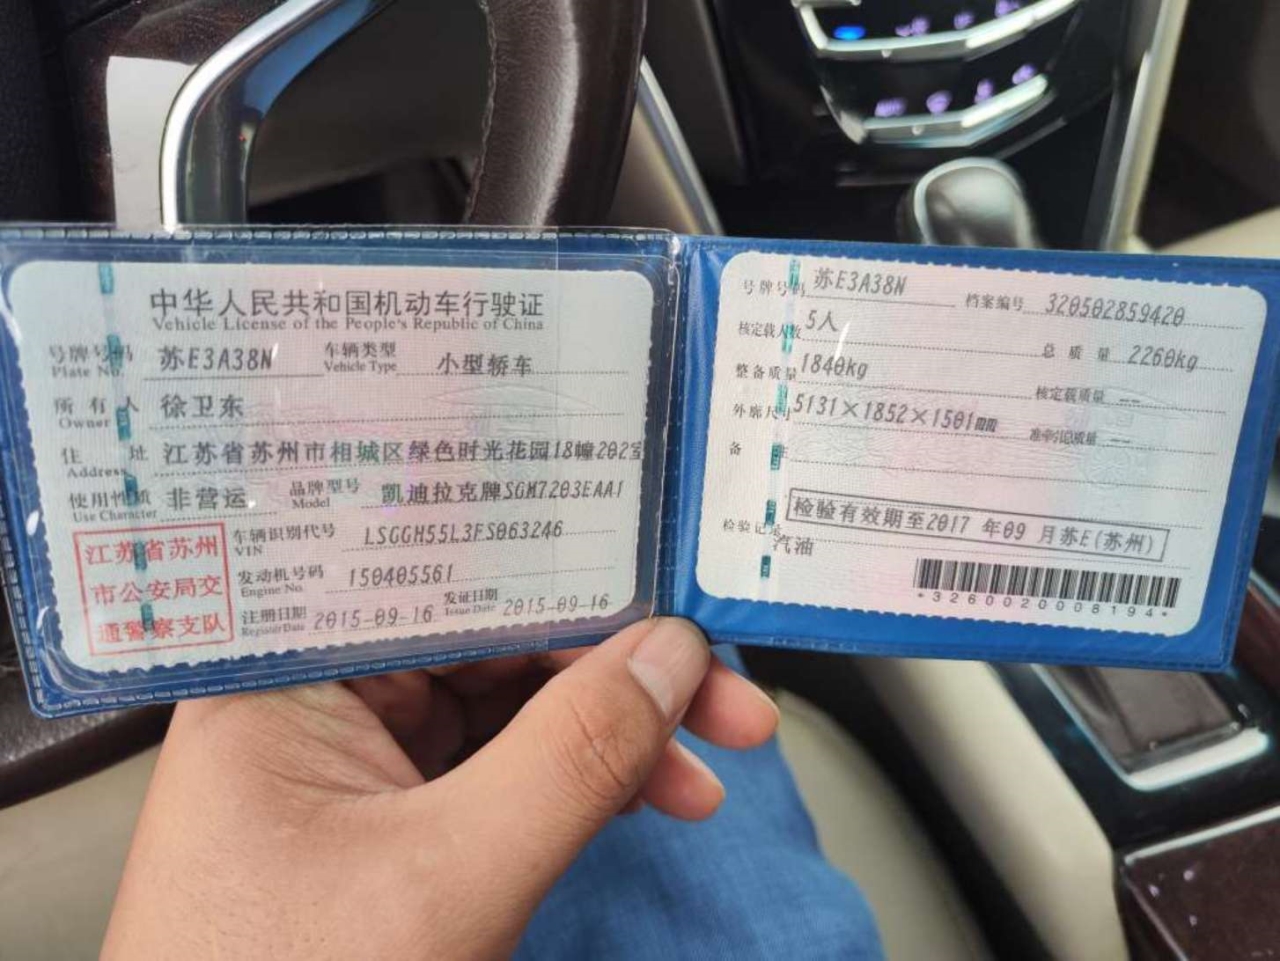 中华人民共和国机动车行驶证
Vehicle License of the People's Republic of China
号牌号码 苏E3A38N 车辆类型 小型轿车
Plate No. Vehicle Type
所有人 徐卫东
Owner
住址 江苏省苏州市相城区绿色时光花园18幢202室
Address
使用性质 非营运 品牌型号 凯迪拉克牌SGM7203EAA1
Use Character Model
江苏省苏州
市公安局交
通警察支队
车辆识别代号 LSGGH55L3FS063246
VIN
发动机号码 150405561
Engine No.
注册日期 2015-09-16 发证日期 2015-09-16
Register Date Issue Date
号牌号码 苏E3A38N 档案编号 320502859420
核定载人数 5人 总质量 2260kg
整备质量 1840kg 核定载质量 --
外廓尺寸 5131×1852×1501mm 准牵引总质量 --
备注
检验有效期至2017年09月苏E(苏州)
检验记录
汽油
*3260020008194*